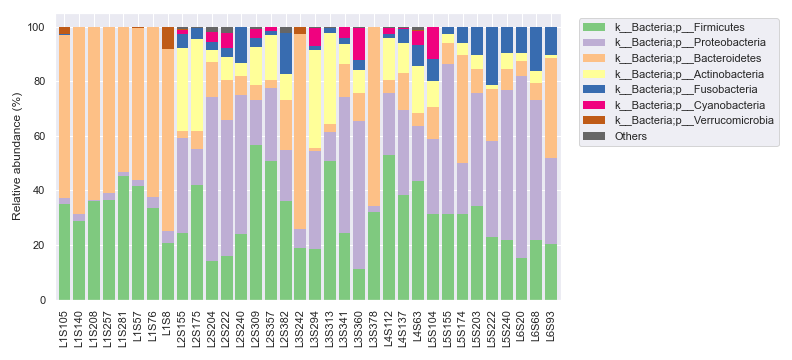 100
80
60
40
20
0
Relative abundance (%)
L1S105
L1S140
L1S208
L1S257
L1S281
L1S57
L1S76
L1S8
L2S155
L2S175
L2S204
L2S222
L2S240
L2S309
L2S357
L2S382
L3S242
L3S294
L3S313
L3S341
L3S360
L3S378
L4S112
L4S137
L4S63
L5S104
L5S155
L5S174
L5S203
L5S222
L5S240
L6S20
L6S68
L6S93
k__Bacteria;p__Firmicutes
k__Bacteria;p__Proteobacteria
k__Bacteria;p__Bacteroidetes
k__Bacteria;p__Actinobacteria
k__Bacteria;p__Fusobacteria
k__Bacteria;p__Cyanobacteria
k__Bacteria;p__Verrucomicrobia
Others